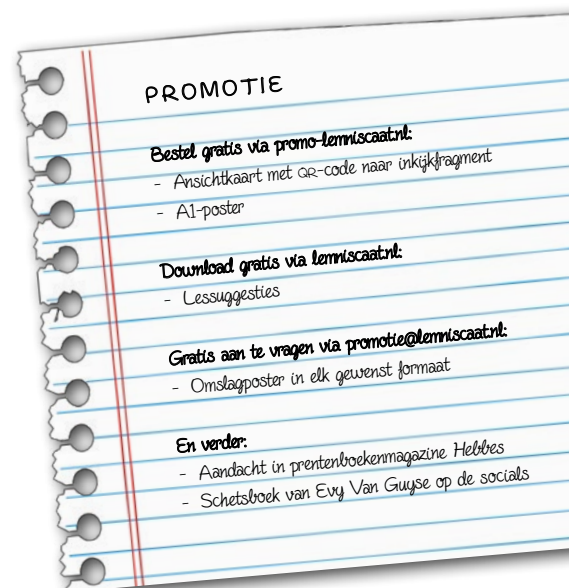 PROMOTIE
Bestel gratis via promo-lemniscaat.nl:
- Ansichtkaart met QR-code naar inkijkfragment
- A1-poster
Download gratis via lemniscaat.nl:
- Lessuggesties
Gratis aan te vragen via promotie@lemniscaat.nl:
- Omslagposter in elk gewenst formaat
En verder:
- Aandacht in prentenboekenmagazine Hebbes
- Schetsboek van Evy Van Guyse op de socials